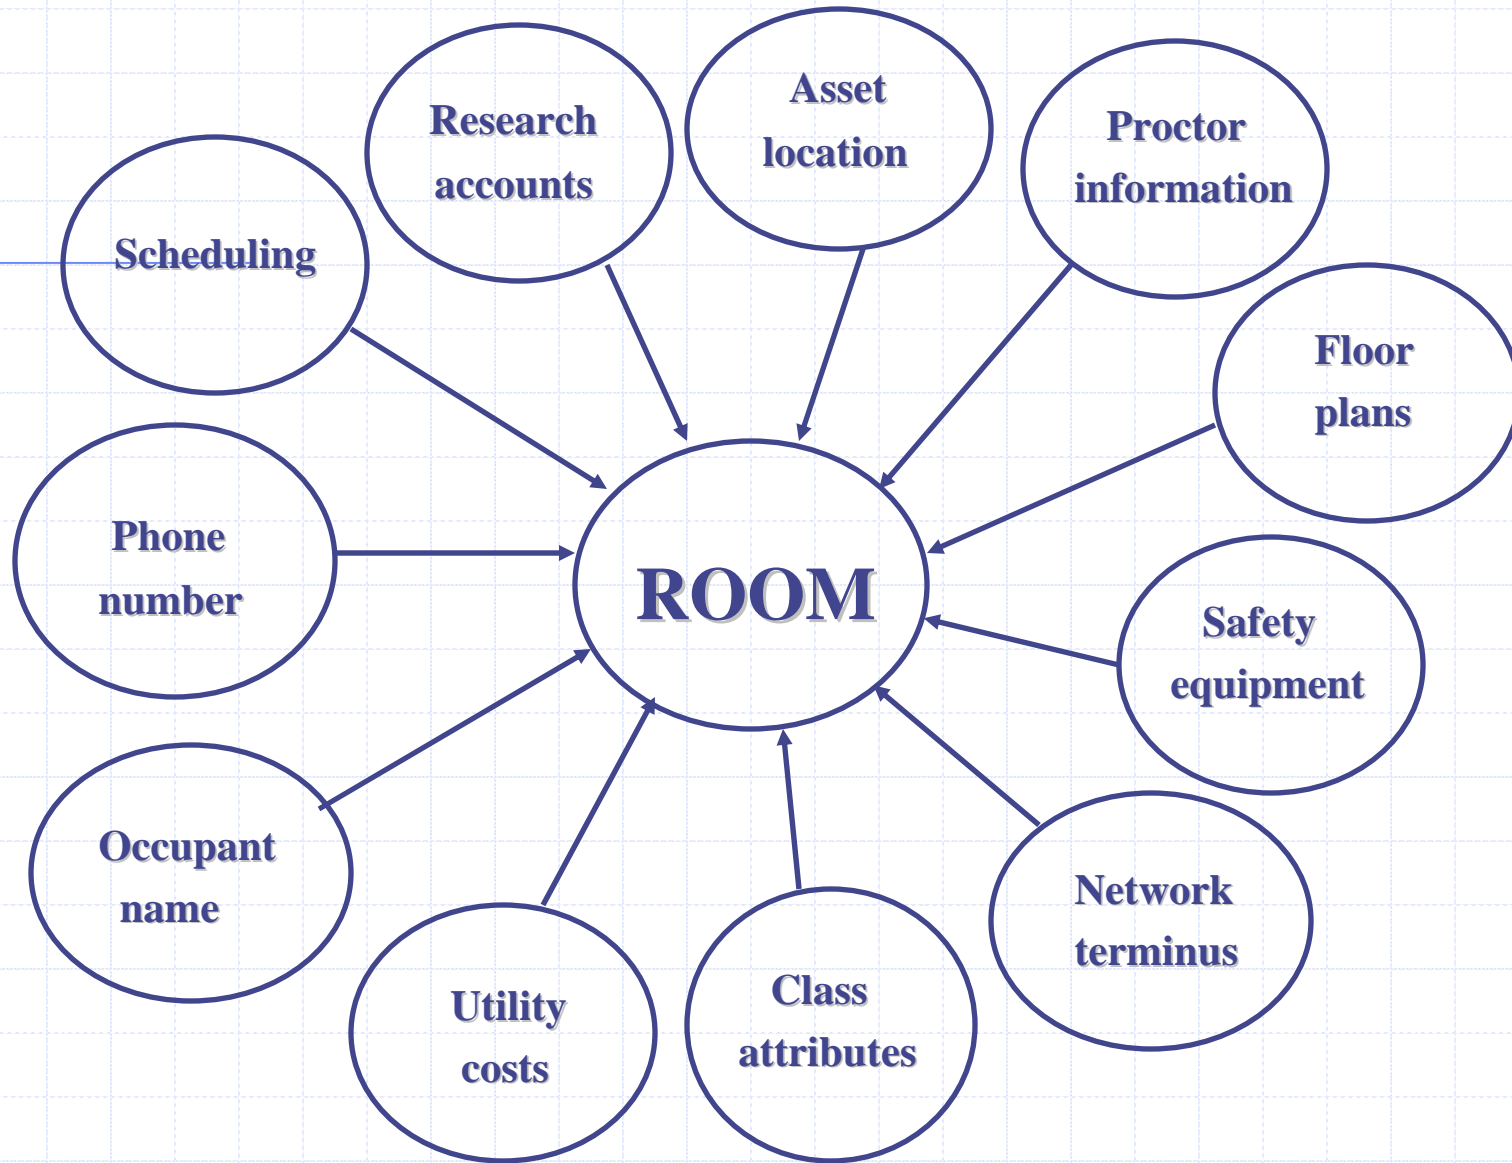 Research
accounts
Asset
location
Proctor
information
Scheduling
Floor
plans
Phone
number
ROOM
Safety
equipment
Occupant
name
Network
terminus
Utility
costs
Class
attributes